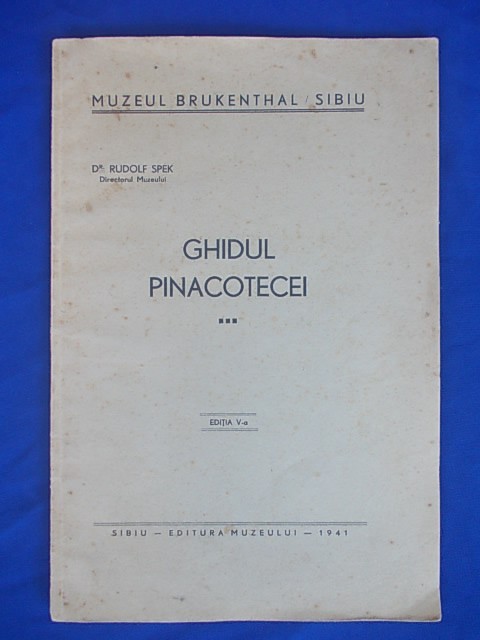 MUZEUL BRUKENTHAL / SIBIU
DR. RUDOLF SPEK
Directorul Muzeului
GHIDUL
PINACOTECEI
EDIȚIA V-a
SIBIU — EDITURA MUZEULUI — 1941